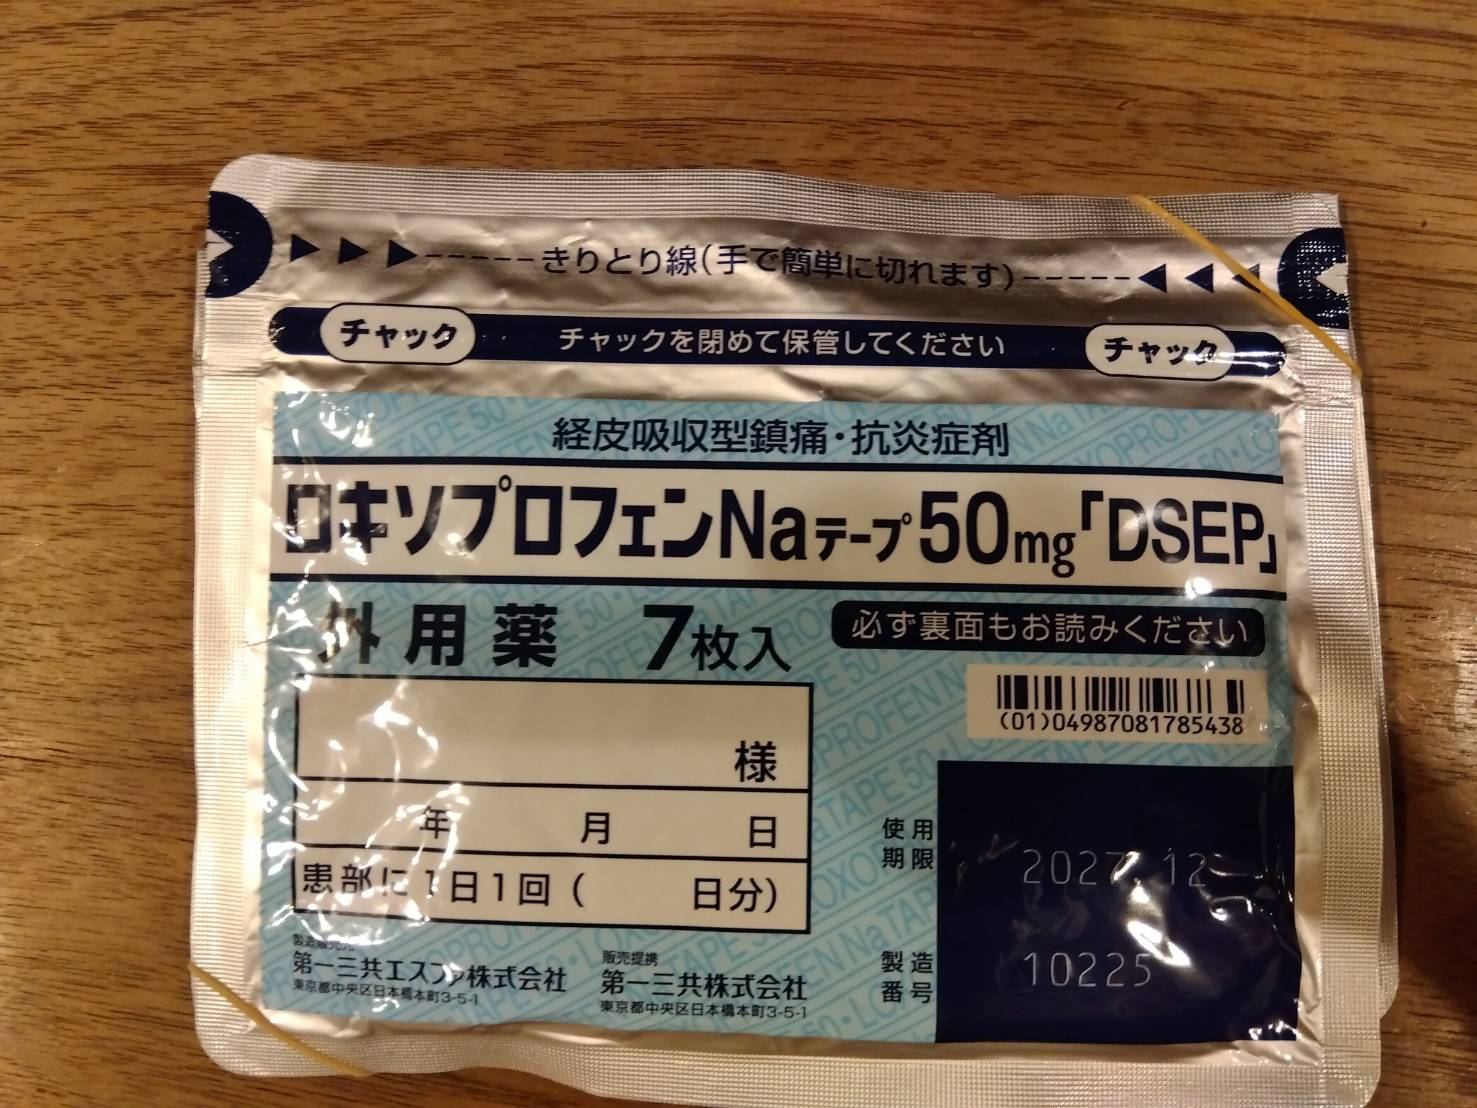 きりとり線(手で簡単に切れます)
チャック チャックを閉めて保管してください チャック
経皮吸収型鎮痛・抗炎症剤
ロキソプロフェンNaテープ50mg「DSEP」
外用薬 7枚入 必ず裏面もお読みください
(01)04987081785438
様
年 月 日
患部に1日1回( 日分)
使用期限 2027.12
製造番号 10225
製造販売元
第一三共エスファ株式会社
東京都中央区日本橋本町3-5-1
販売提携
第一三共株式会社
東京都中央区日本橋本町3-5-1